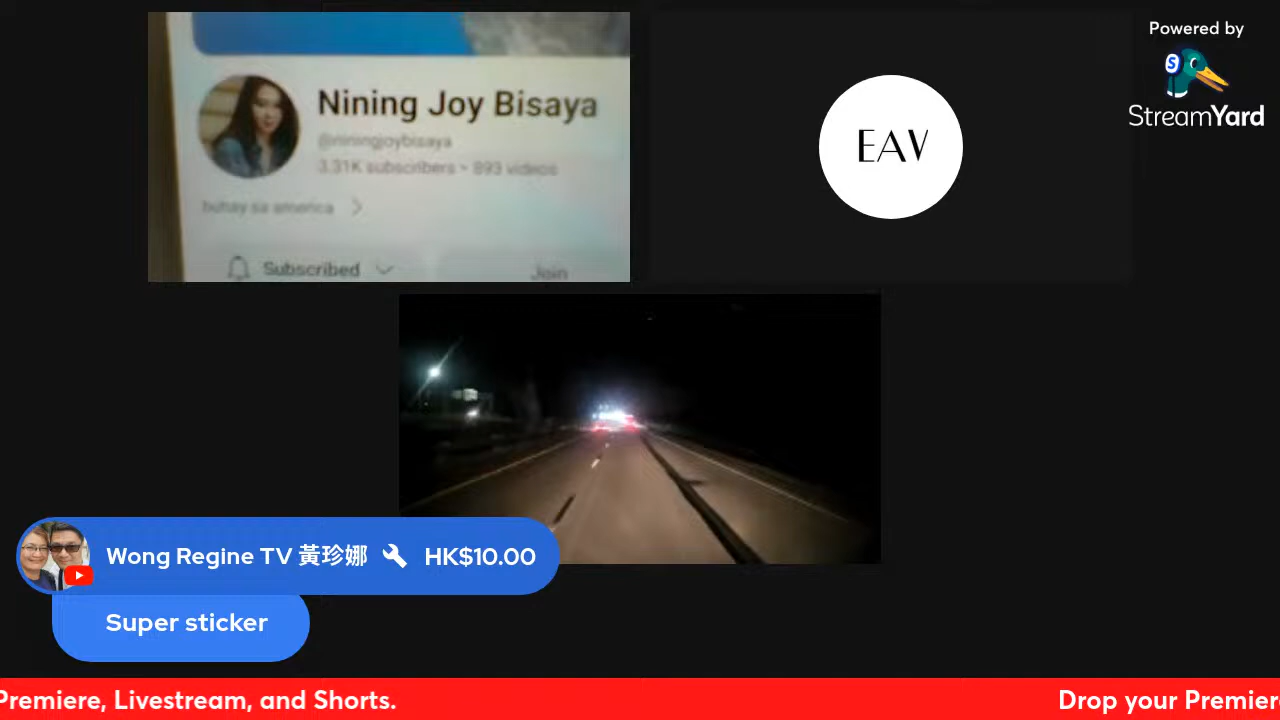 Powered by
StreamYard
Nining Joy Bisaya
@niningjoybisaya
3.31K subscribers • 893 videos
buhay sa america
Subscribed
Join
EAV
Wong Regine TV 黃珍娜 HK$10.00
Super sticker
Premiere, Livestream, and Shorts.
Drop your Premier